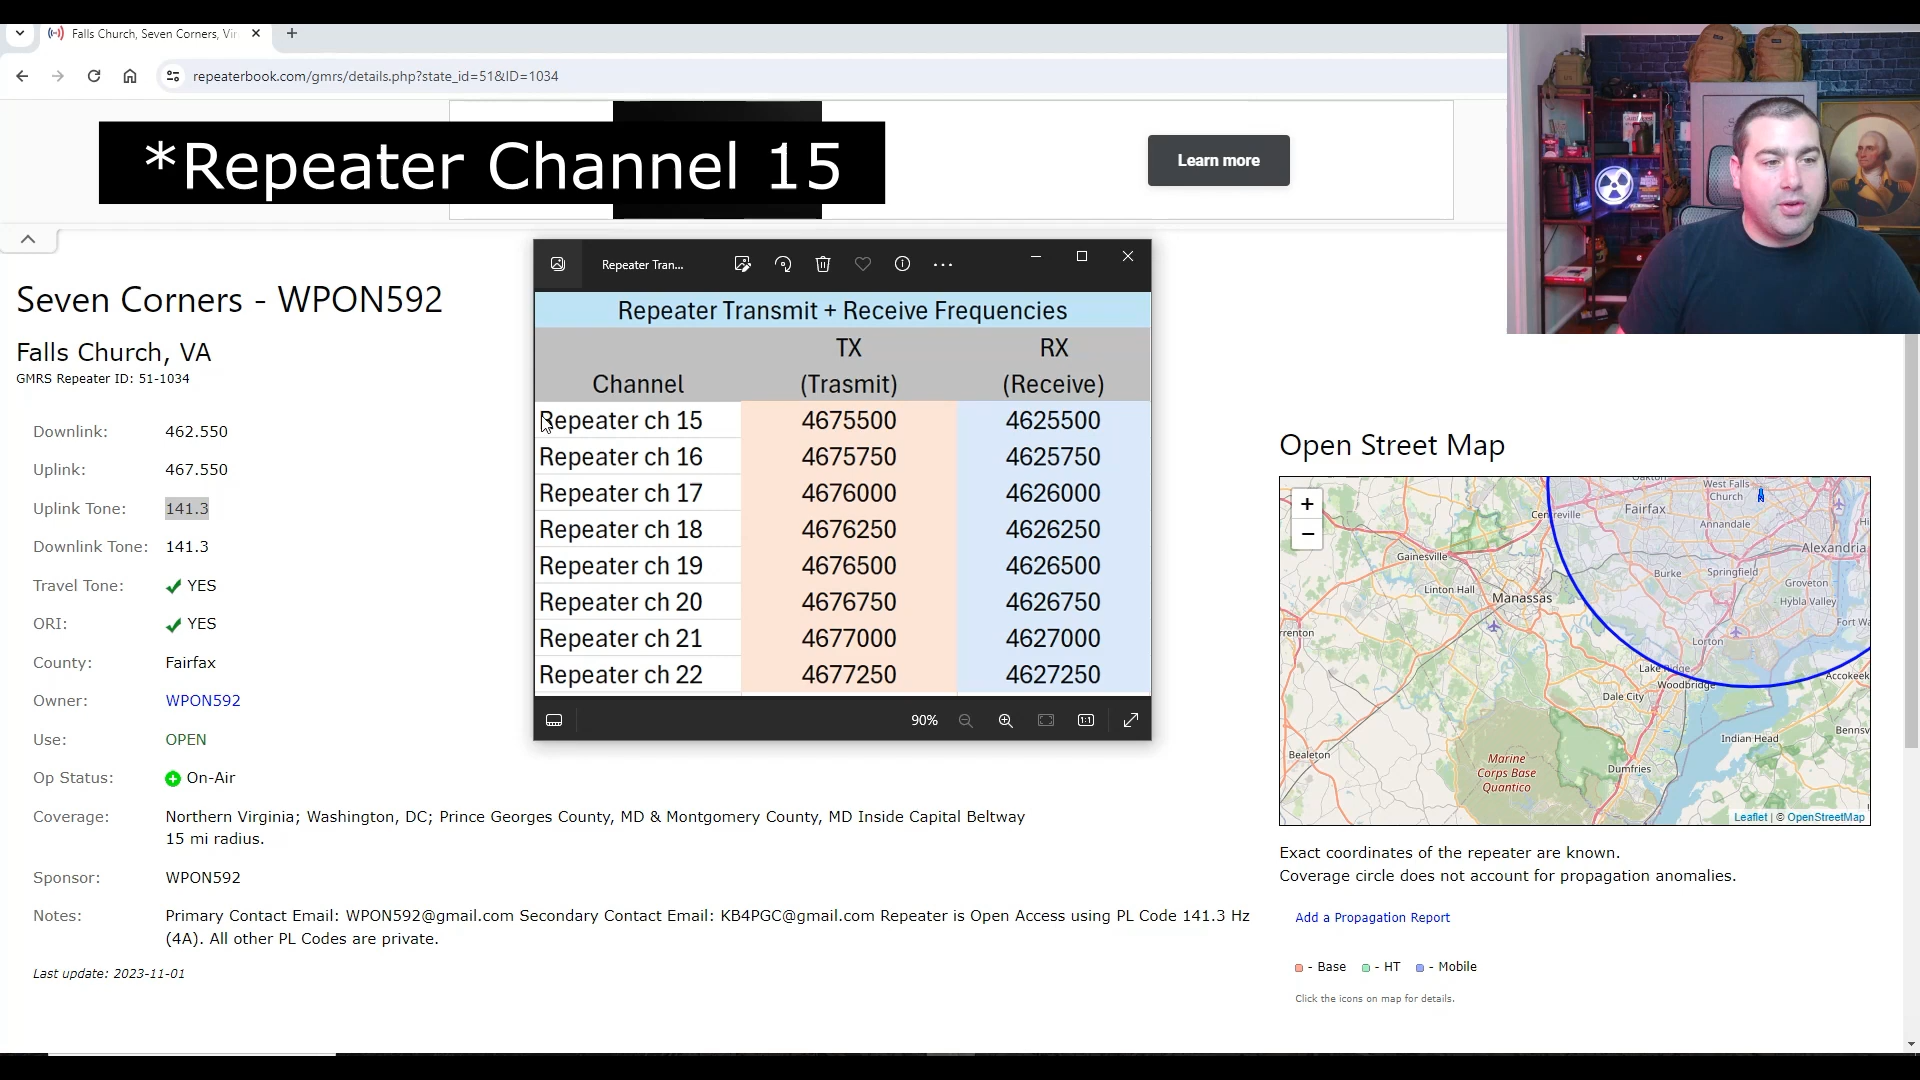 Falls Church, Seven Corners, Vir
repeaterbook.com/gmrs/details.php?state_id=51&ID=1034
*Repeater Channel 15
Learn more
Seven Corners - WPON592
Falls Church, VA
GMRS Repeater ID: 51-1034
Downlink: 462.550
Uplink: 467.550
Uplink Tone: 141.3
Downlink Tone: 141.3
Travel Tone: YES
ORI: YES
County: Fairfax
Owner: WPON592
Use: OPEN
Op Status: On-Air
Coverage: Northern Virginia; Washington, DC; Prince Georges County, MD & Montgomery County, MD Inside Capital Beltway
15 mi radius.
Sponsor: WPON592
Notes: Primary Contact Email: WPON592@gmail.com Secondary Contact Email: KB4PGC@gmail.com Repeater is Open Access using PL Code 141.3 Hz
(4A). All other PL Codes are private.
Last update: 2023-11-01
Repeater Tran...
Repeater Transmit + Receive Frequencies
TX RX
Channel (Trasmit) (Receive)
Repeater ch 15 4675500 4625500
Repeater ch 16 4675750 4625750
Repeater ch 17 4676000 4626000
Repeater ch 18 4676250 4626250
Repeater ch 19 4676500 4626500
Repeater ch 20 4676750 4626750
Repeater ch 21 4677000 4627000
Repeater ch 22 4677250 4627250
90%
1:1
Open Street Map
+
−
Oakton
West Falls
Church
Fairfax
Centreville
Annandale
Alexandria
Gainesville
Burke Springfield
Groveton
Linton Hall
Manassas
Hybla Valley
Fort
rrenton
Lorton
Lake Ridge
Woodbridge
Accokeek
Dale City
Bennsv
Indian Head
Bealeton
Marine
Corps Base
Quantico
Dumfries
Leaflet | © OpenStreetMap
Exact coordinates of the repeater are known.
Coverage circle does not account for propagation anomalies.
Add a Propagation Report
- Base - HT - Mobile
Click the icons on map for details.